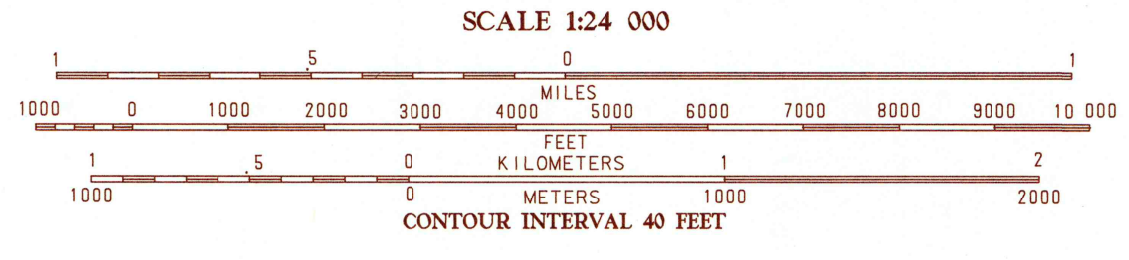 SCALE 1:24 000
1 .5 0 1
MILES
1000 0 1000 2000 3000 4000 5000 6000 7000 8000 9000 10 000
FEET
KILOMETERS
1 .5 0 1 2
1000 0 METERS 1000 2000
CONTOUR INTERVAL 40 FEET